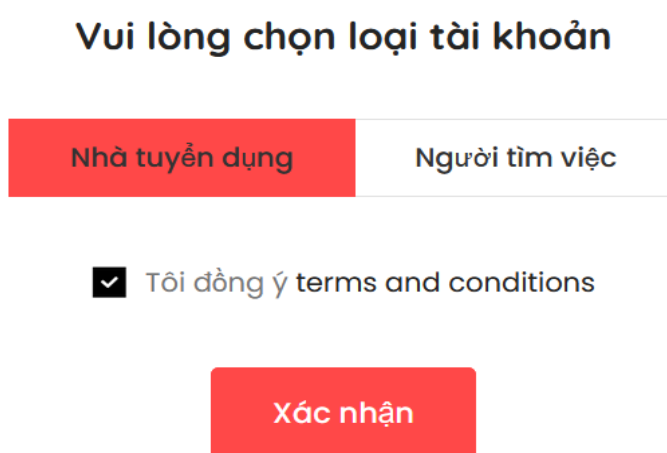 Vui lòng chọn loại tài khoản
Nhà tuyển dụng Người tìm việc
Tôi đồng ý terms and conditions
Xác nhận